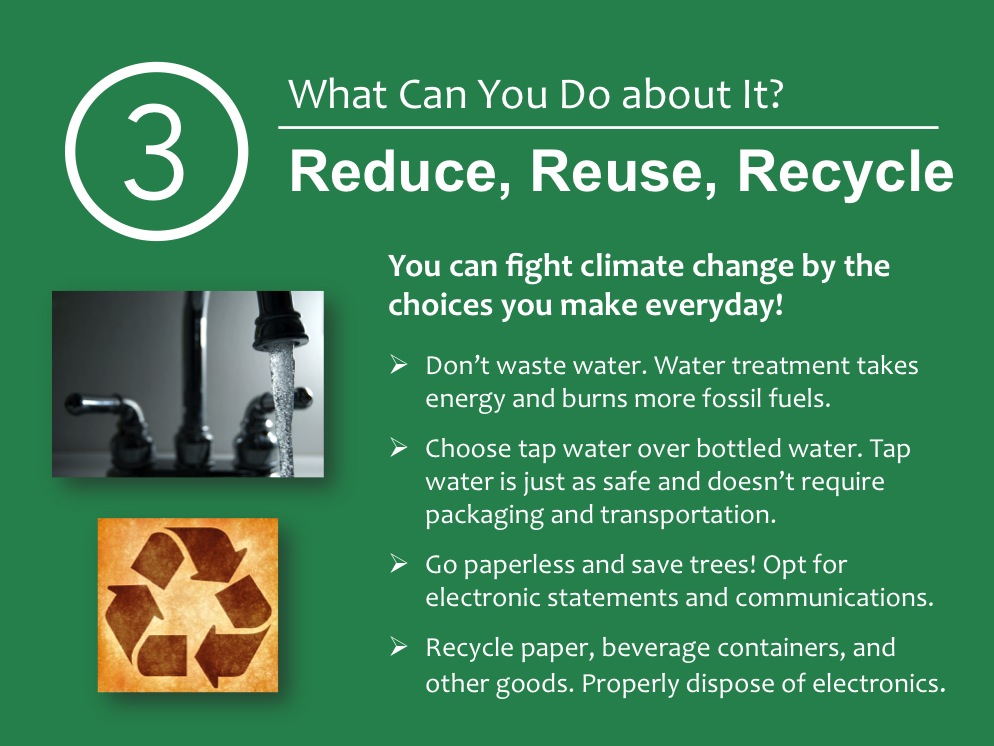 3
What Can You Do about It?
Reduce, Reuse, Recycle
You can fight climate change by the
choices you make everyday!
➢ Don’t waste water. Water treatment takes
energy and burns more fossil fuels.
➢ Choose tap water over bottled water. Tap
water is just as safe and doesn’t require
packaging and transportation.
➢ Go paperless and save trees! Opt for
electronic statements and communications.
➢ Recycle paper, beverage containers, and
other goods. Properly dispose of electronics.